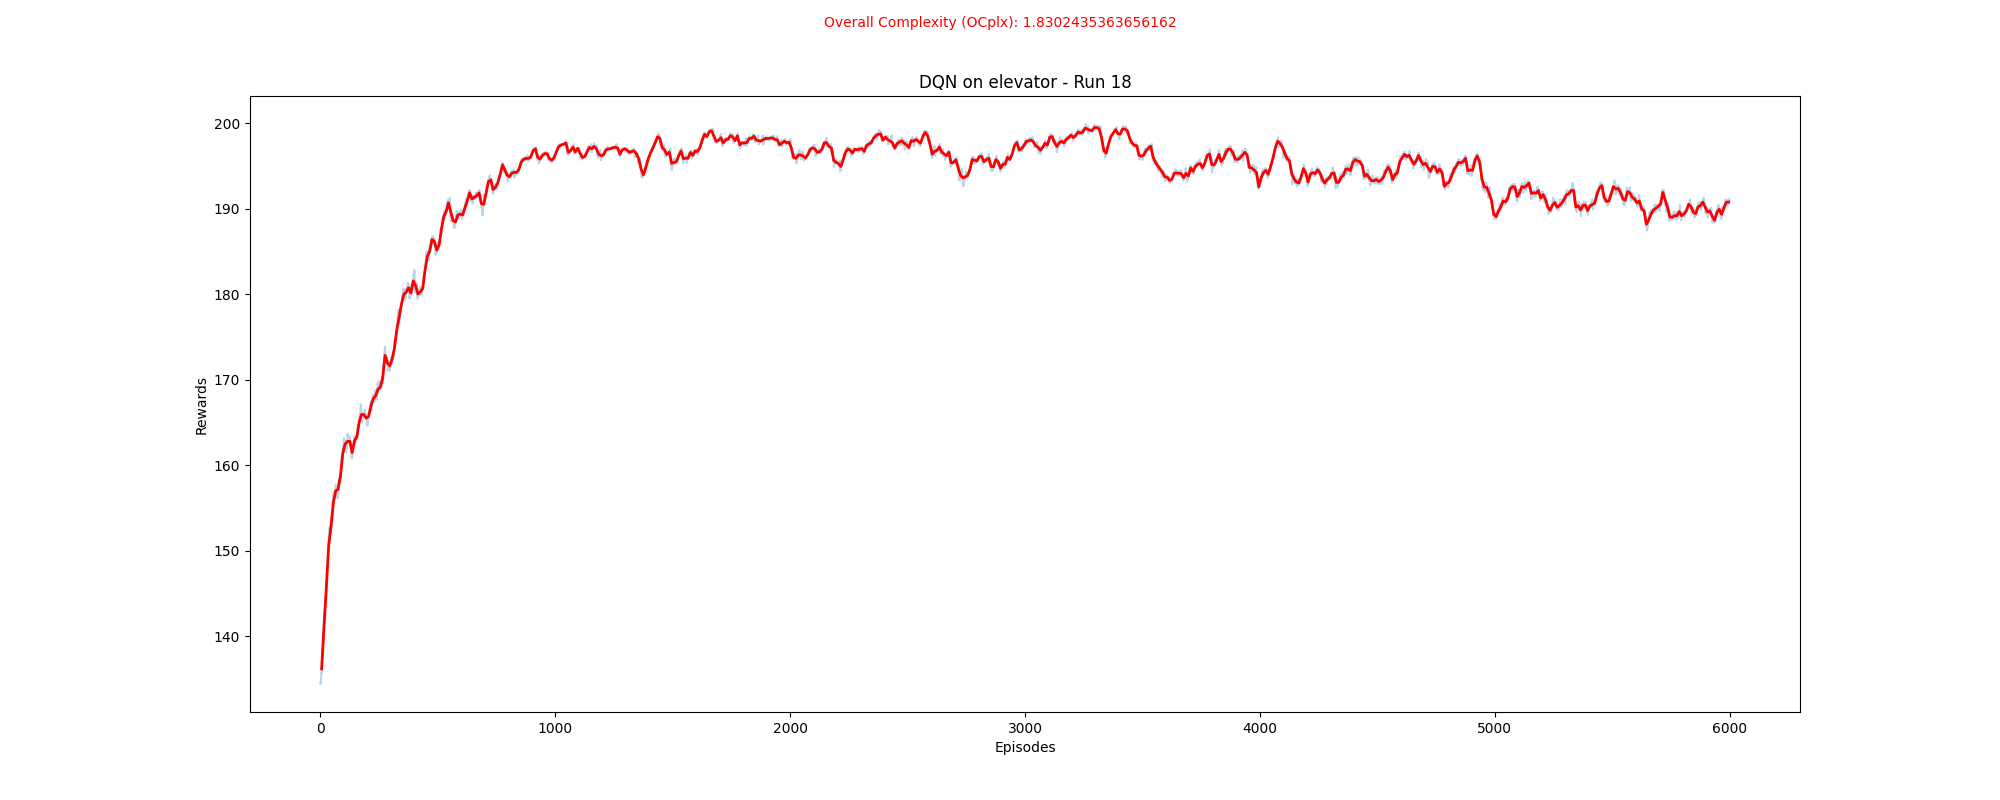 Overall Complexity (OCplx): 1.8302435363656162
DQN on elevator - Run 18
200
190
180
170
160
150
140
Rewards
0 1000 2000 3000 4000 5000 6000
Episodes